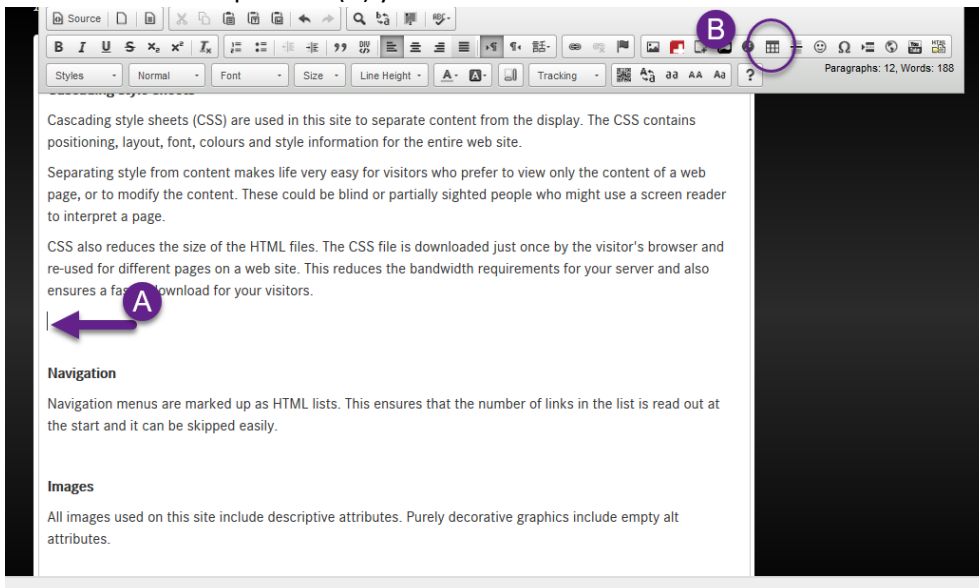 Source
B I U S x₂ x² Tx
Styles Normal Font Size Line Height A A Tracking あa aa AA Aa ?
Paragraphs: 12, Words: 188
B
Cascading style sheets
Cascading style sheets (CSS) are used in this site to separate content from the display. The CSS contains
positioning, layout, font, colours and style information for the entire web site.
Separating style from content makes life very easy for visitors who prefer to view only the content of a web
page, or to modify the content. These could be blind or partially sighted people who might use a screen reader
to interpret a page.
CSS also reduces the size of the HTML files. The CSS file is downloaded just once by the visitor's browser and
re-used for different pages on a web site. This reduces the bandwidth requirements for your server and also
ensures a download for your visitors.
A
Navigation
Navigation menus are marked up as HTML lists. This ensures that the number of links in the list is read out at
the start and it can be skipped easily.
Images
All images used on this site include descriptive attributes. Purely decorative graphics include empty alt
attributes.